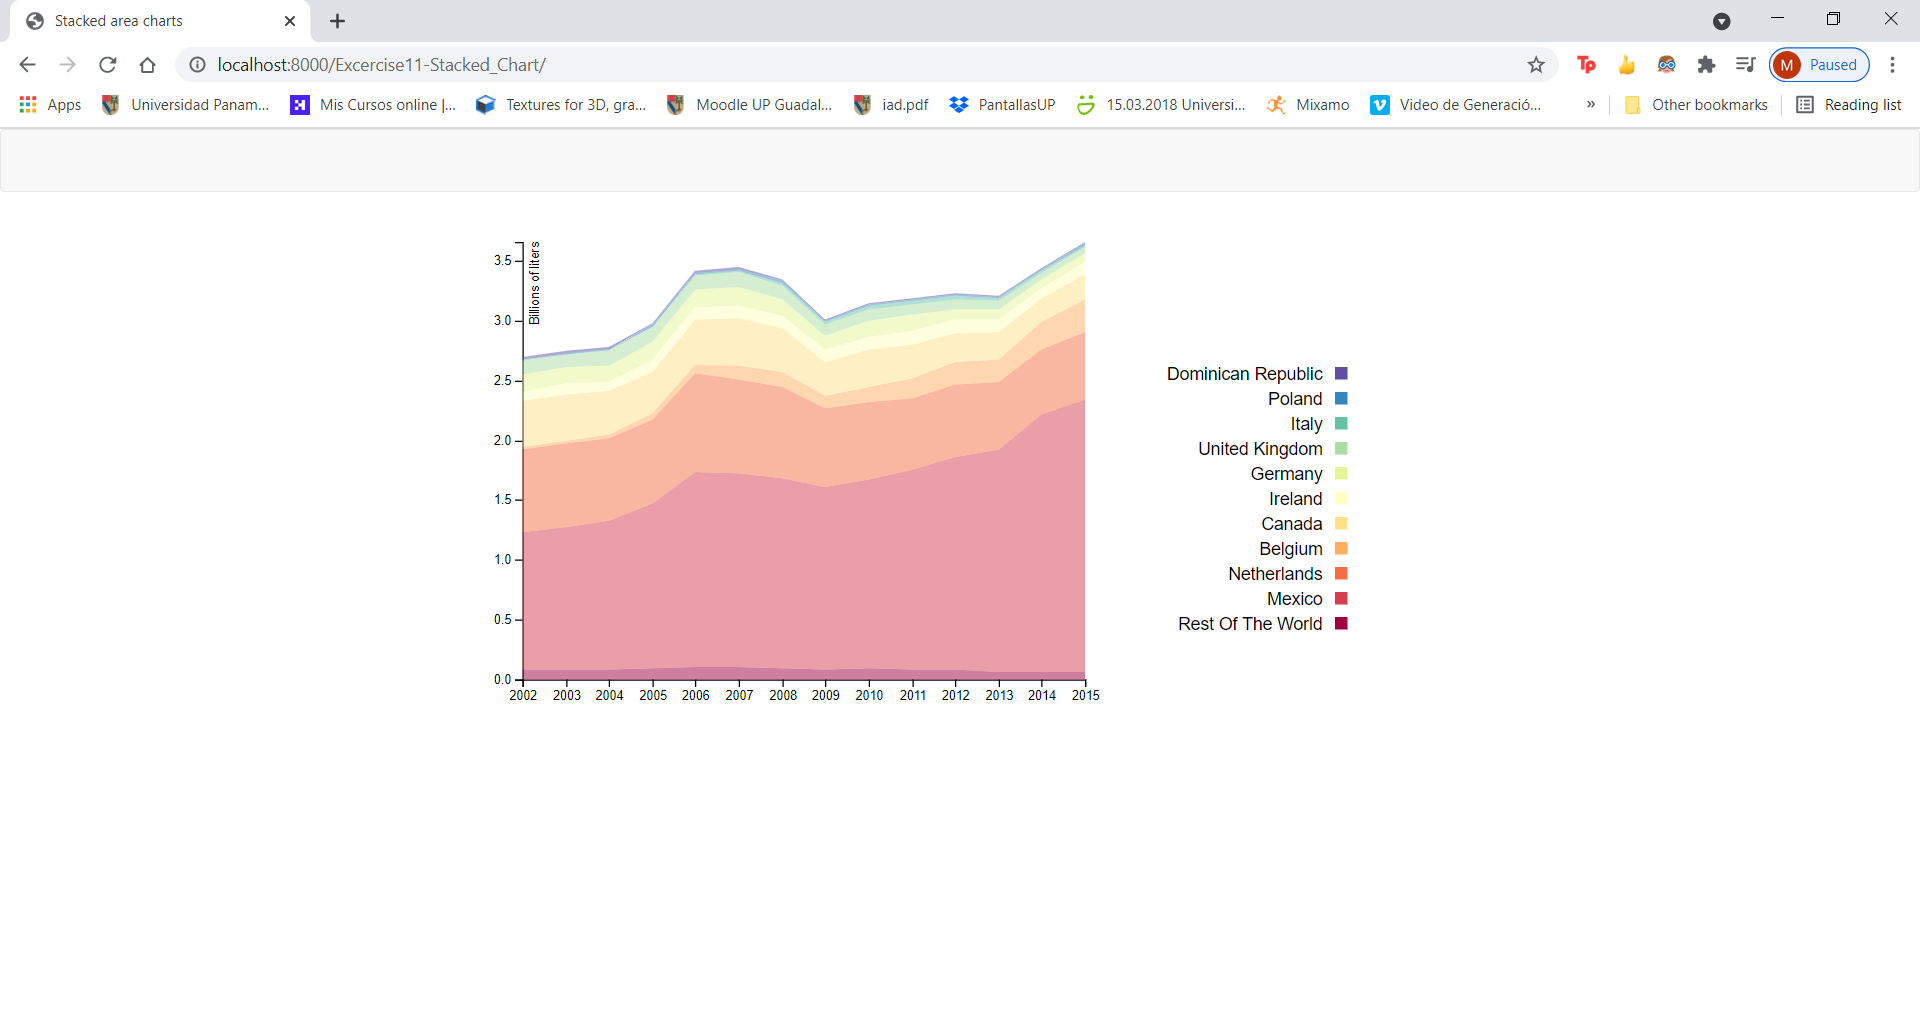 Stacked area charts
localhost:8000/Excercise11-Stacked_Chart/
Tp
M Paused
Apps Universidad Panam... Mis Cursos online |... Textures for 3D, gra... Moodle UP Guadal... iad.pdf PantallasUP 15.03.2018 Universi... Mixamo Video de Generació... » Other bookmarks Reading list
Billions of liters
3.5
3.0
2.5
2.0
1.5
1.0
0.5
0.0
2002 2003 2004 2005 2006 2007 2008 2009 2010 2011 2012 2013 2014 2015
Dominican Republic
Poland
Italy
United Kingdom
Germany
Ireland
Canada
Belgium
Netherlands
Mexico
Rest Of The World